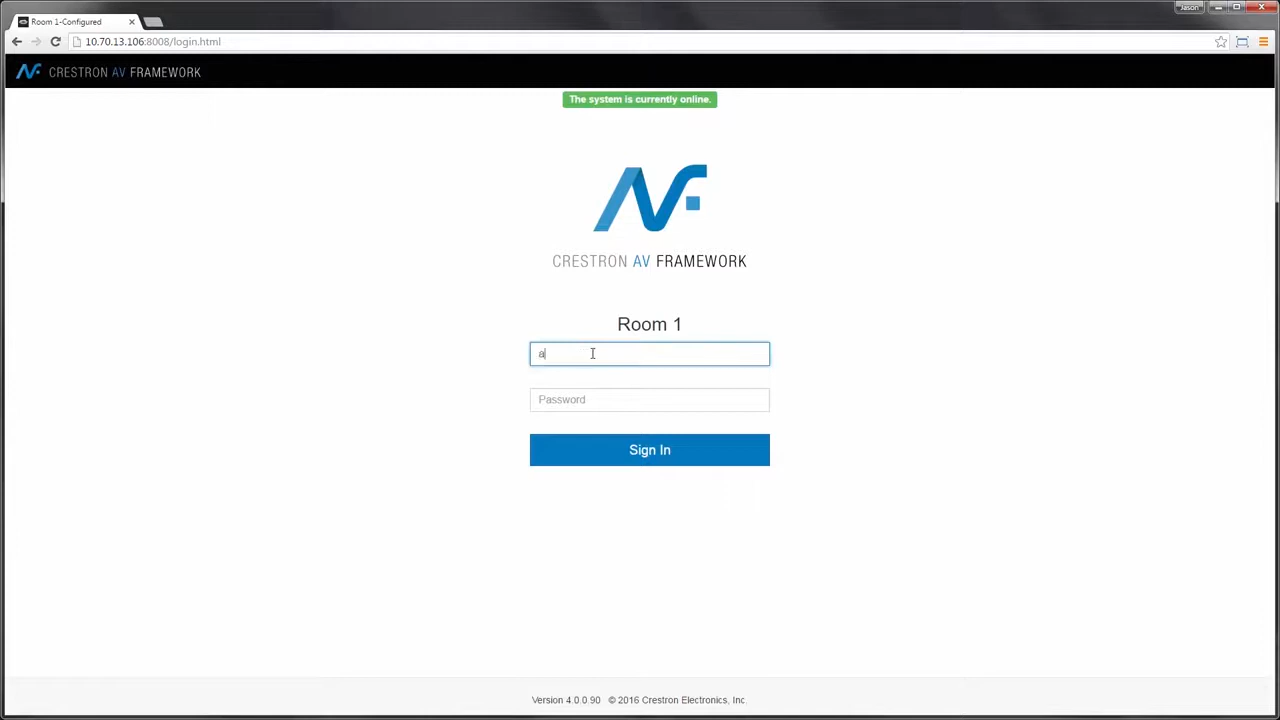 Room 1-Configured
Jason
10.70.13.106:8008/login.html
CRESTRON AV FRAMEWORK
The system is currently online.
CRESTRON AV FRAMEWORK
Room 1
a
Password
Sign In
Version 4.0.0.90 © 2016 Crestron Electronics, Inc